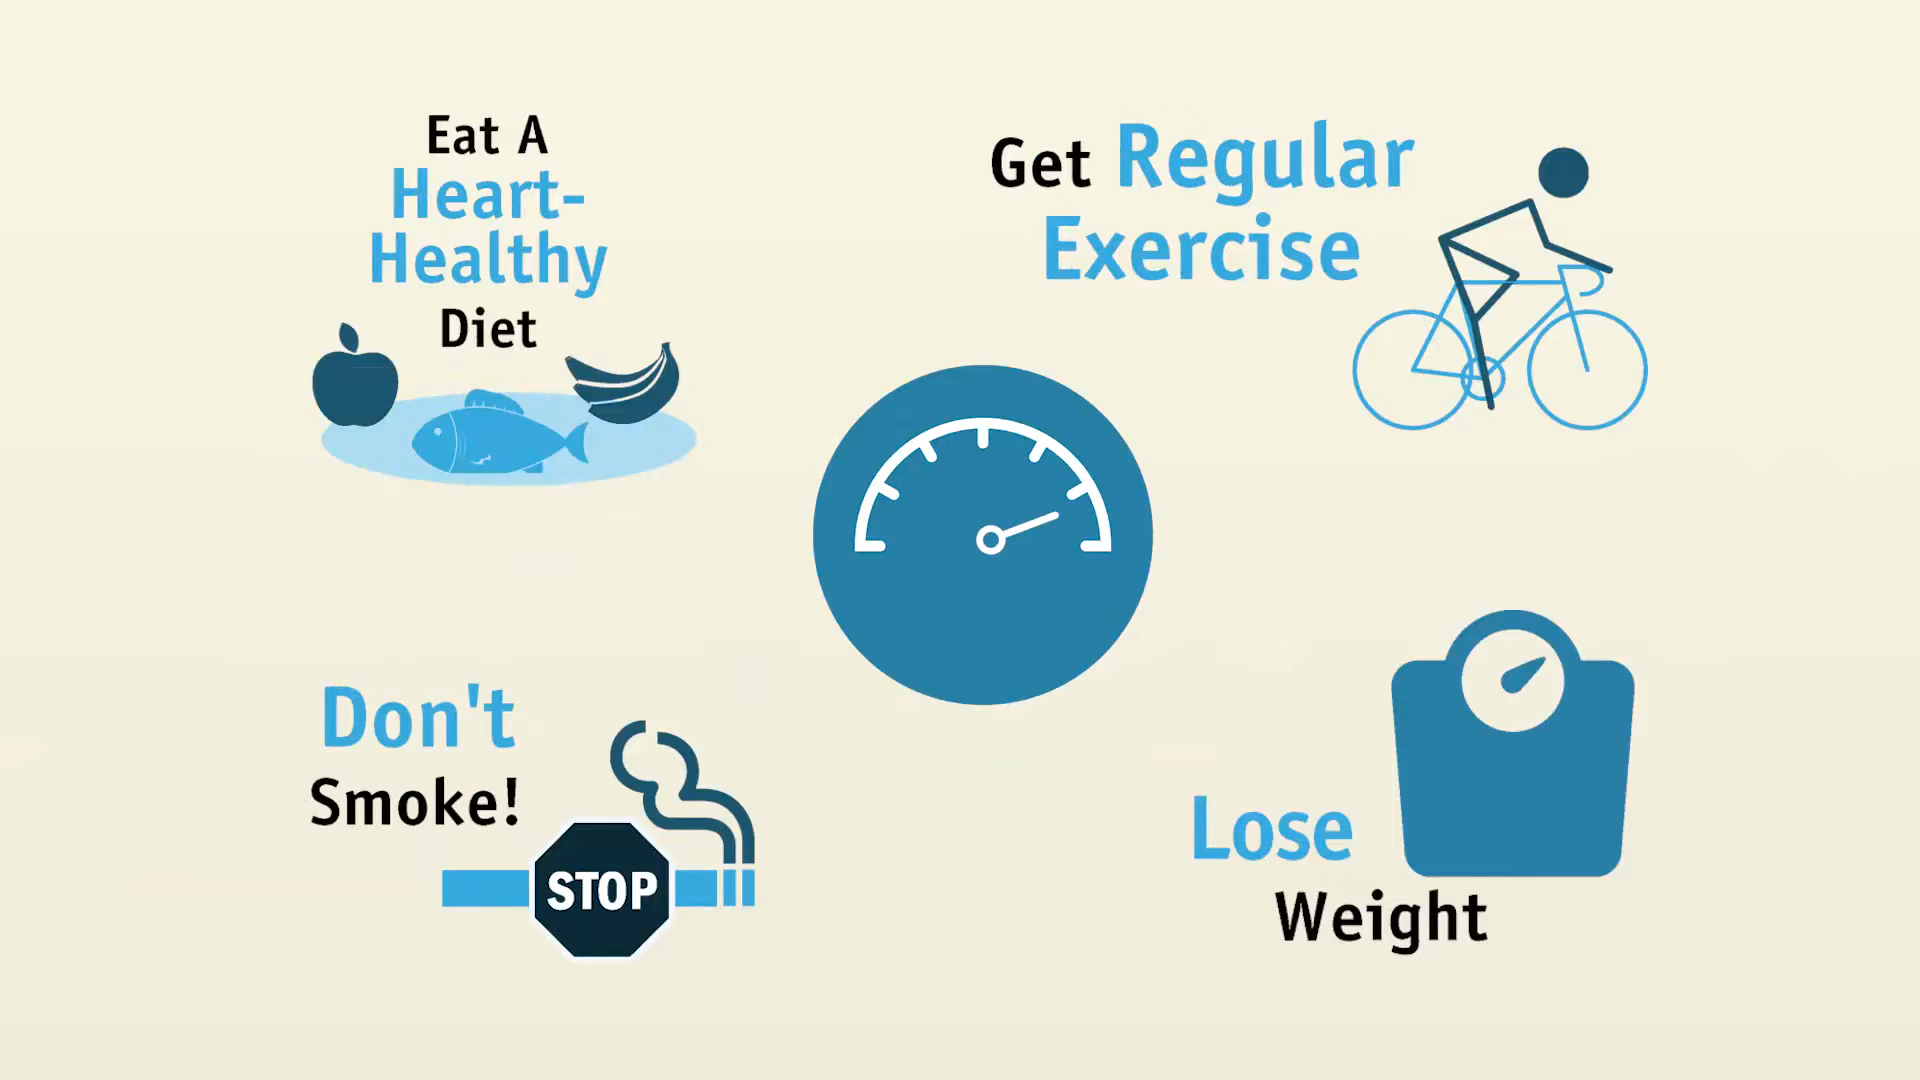 Eat A
Heart-
Healthy
Diet
Get Regular
Exercise
Don't
Smoke!
STOP
Lose
Weight